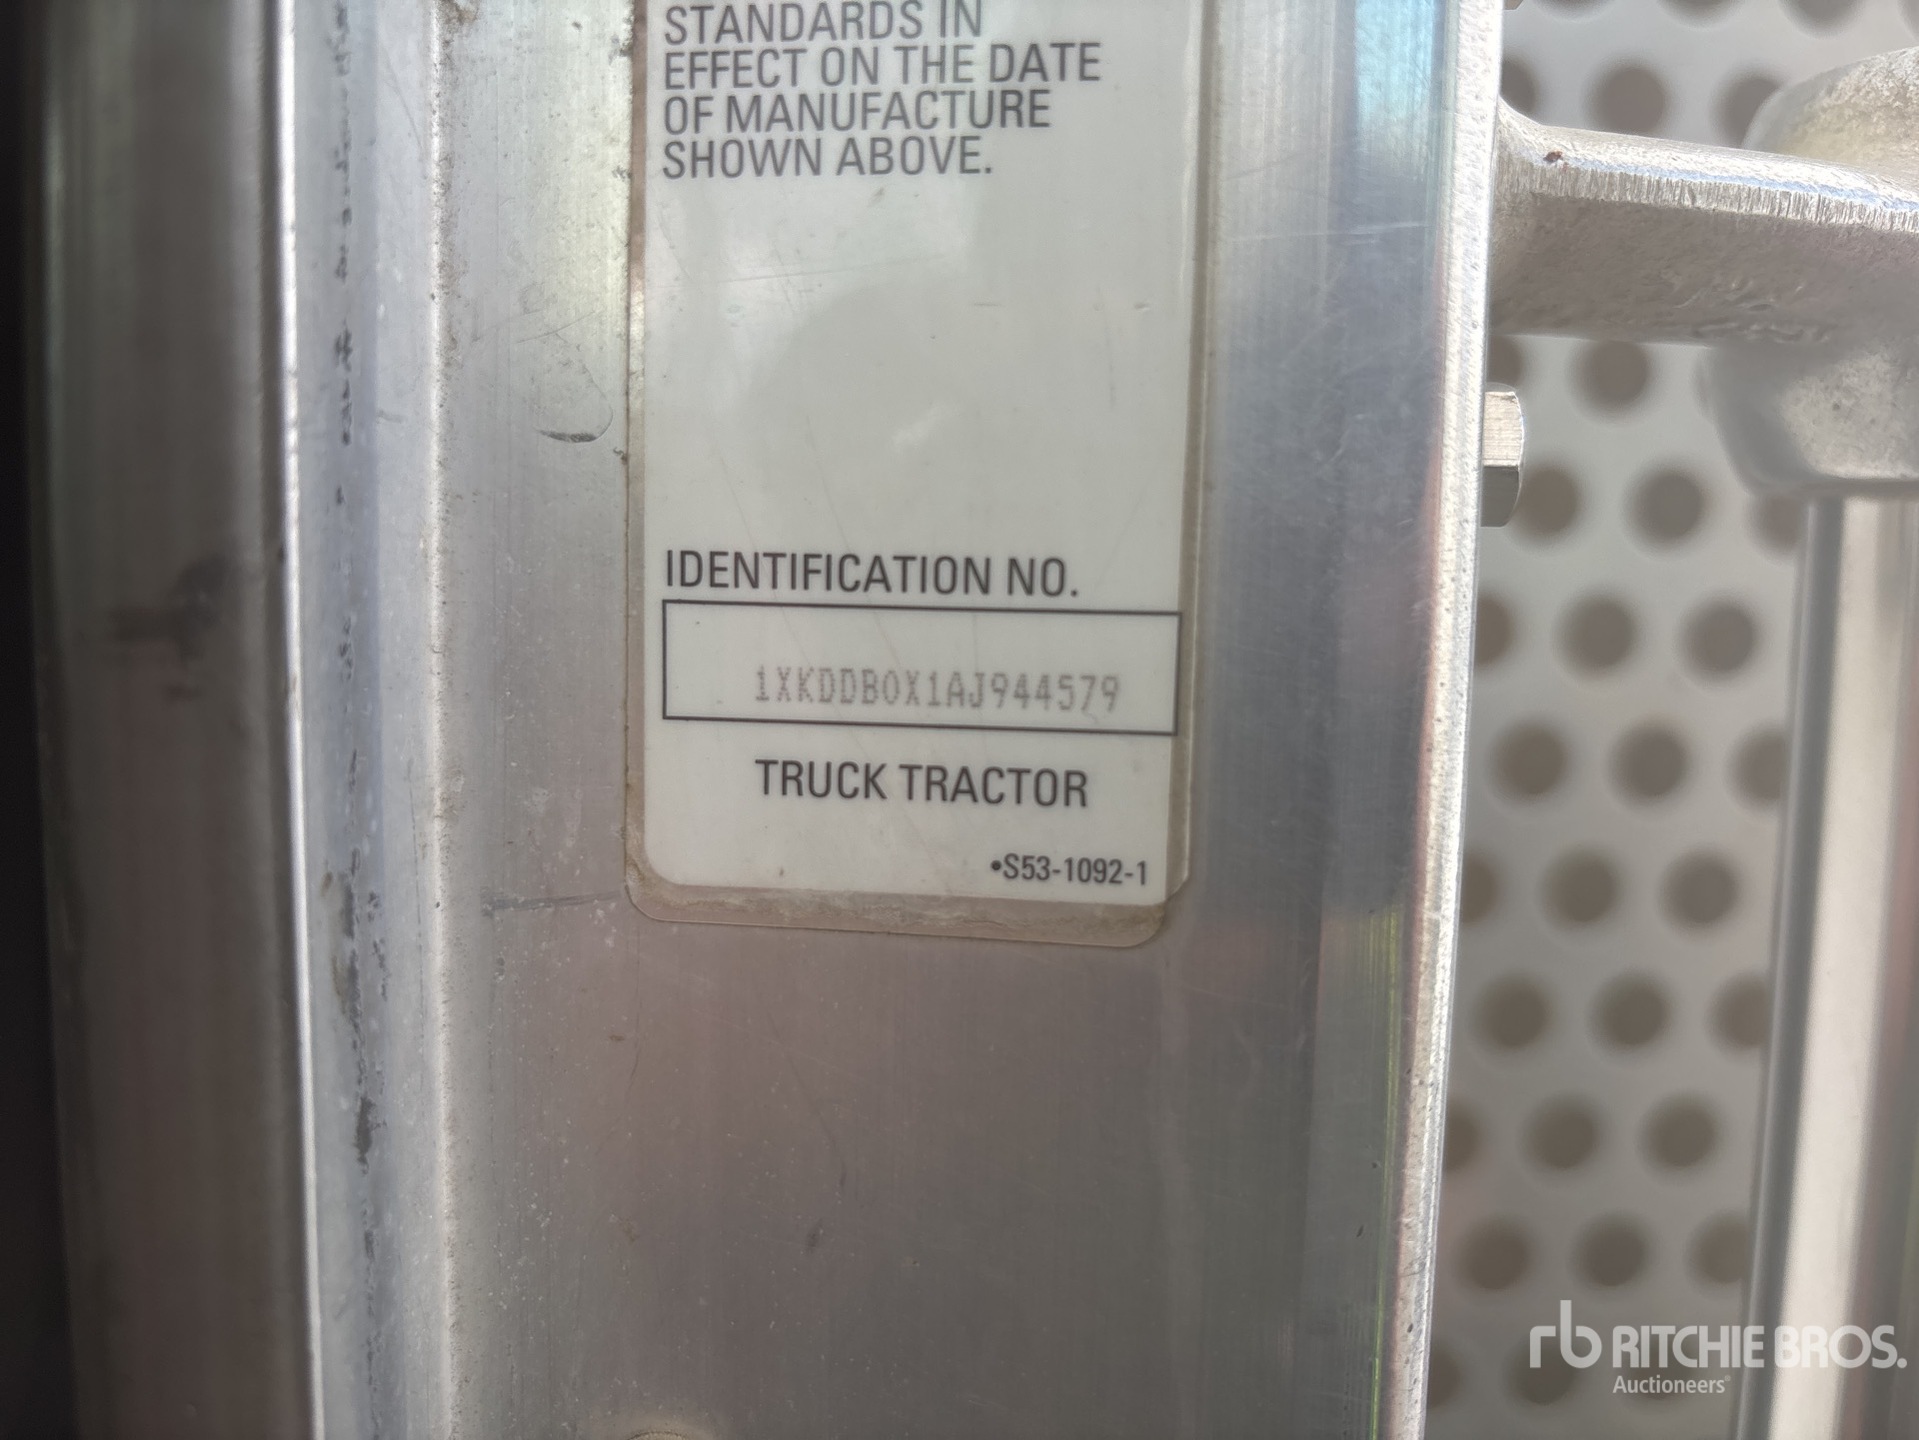 STANDARDS IN
EFFECT ON THE DATE
OF MANUFACTURE
SHOWN ABOVE.
IDENTIFICATION NO.
1XKDDB0X1AJ944579
TRUCK TRACTOR
•S53-1092-1
rb RITCHIE BROS.
Auctioneers